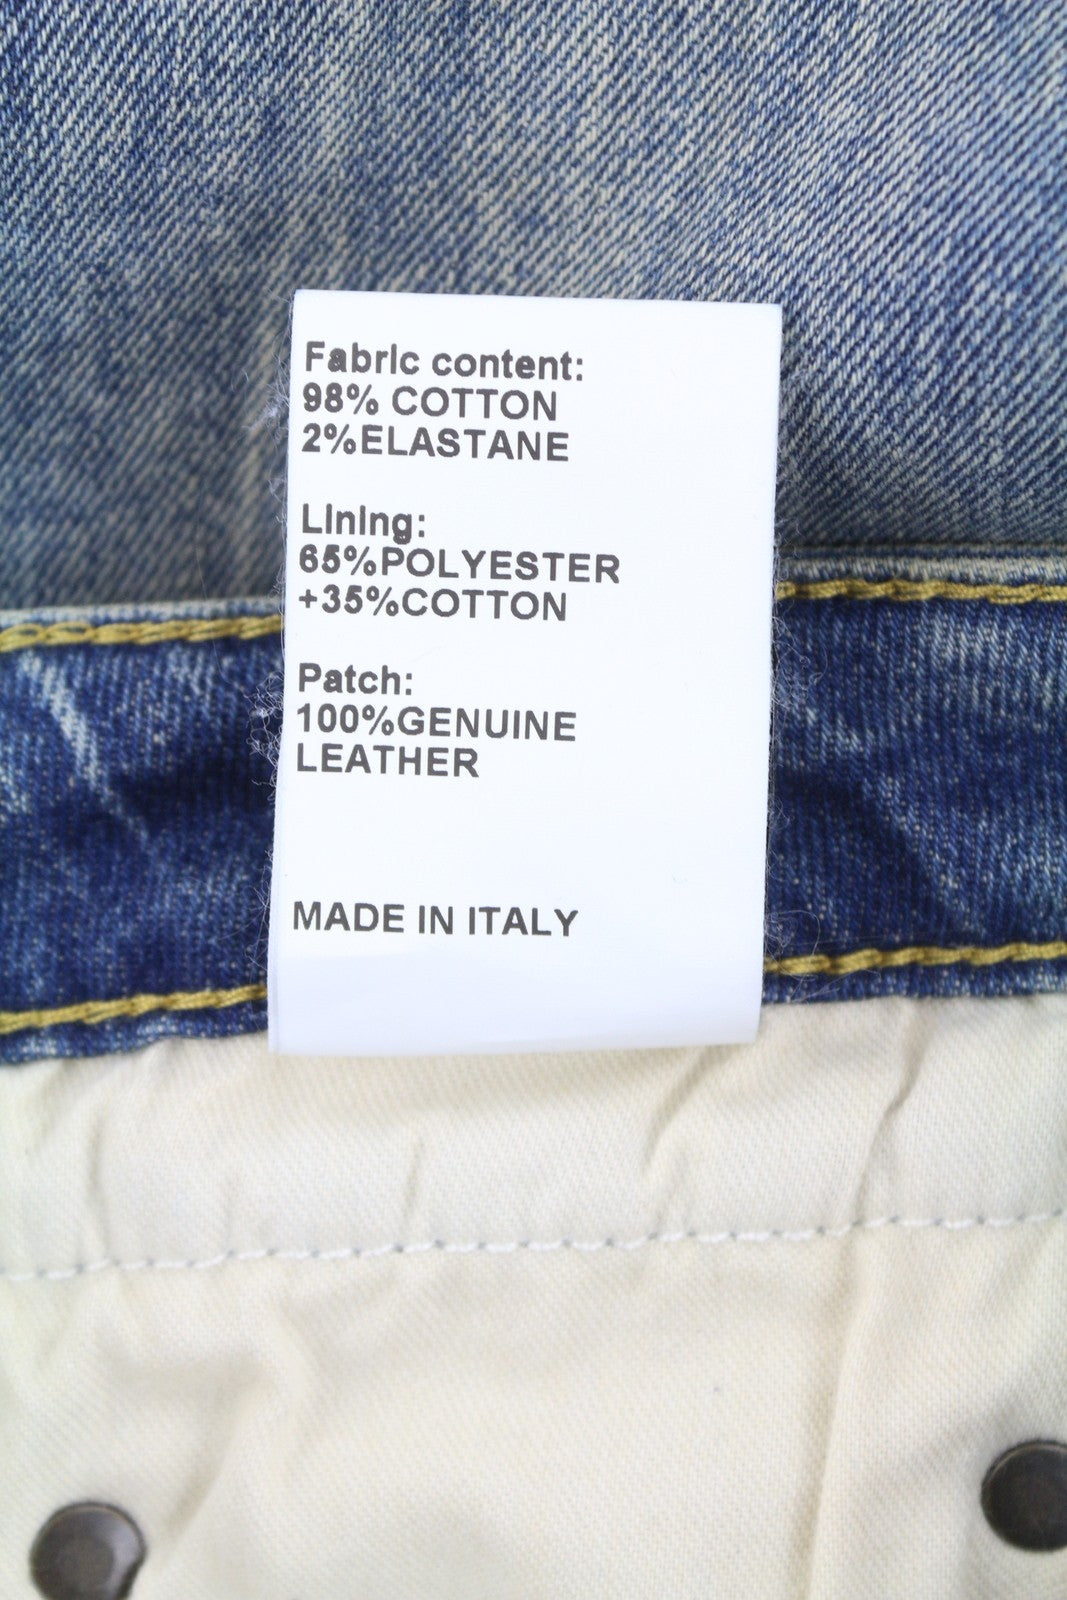 Fabric content:
98% COTTON
2%ELASTANE
Lining:
65%POLYESTER
+35%COTTON
Patch:
100%GENUINE
LEATHER
MADE IN ITALY